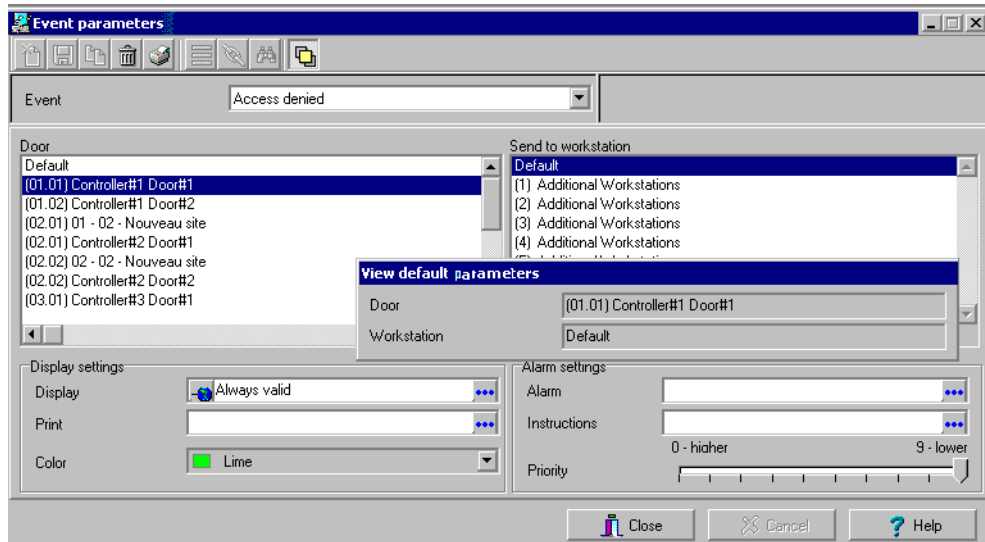 Event parameters
Event
Access denied
Door
Default
(01.01) Controller#1 Door#1
(01.02) Controller#1 Door#2
(02.01) 01 - 02 - Nouveau site
(02.01) Controller#2 Door#1
(02.02) 02 - 02 - Nouveau site
(02.02) Controller#2 Door#2
(03.01) Controller#3 Door#1
Send to workstation
Default
(1) Additional Workstations
(2) Additional Workstations
(3) Additional Workstations
(4) Additional Workstations
View default parameters
Door
(01.01) Controller#1 Door#1
Workstation
Default
Display settings
Display
Always valid
Print
Color
Lime
Alarm settings
Alarm
Instructions
0 - higher
9 - lower
Priority
Close
Cancel
Help